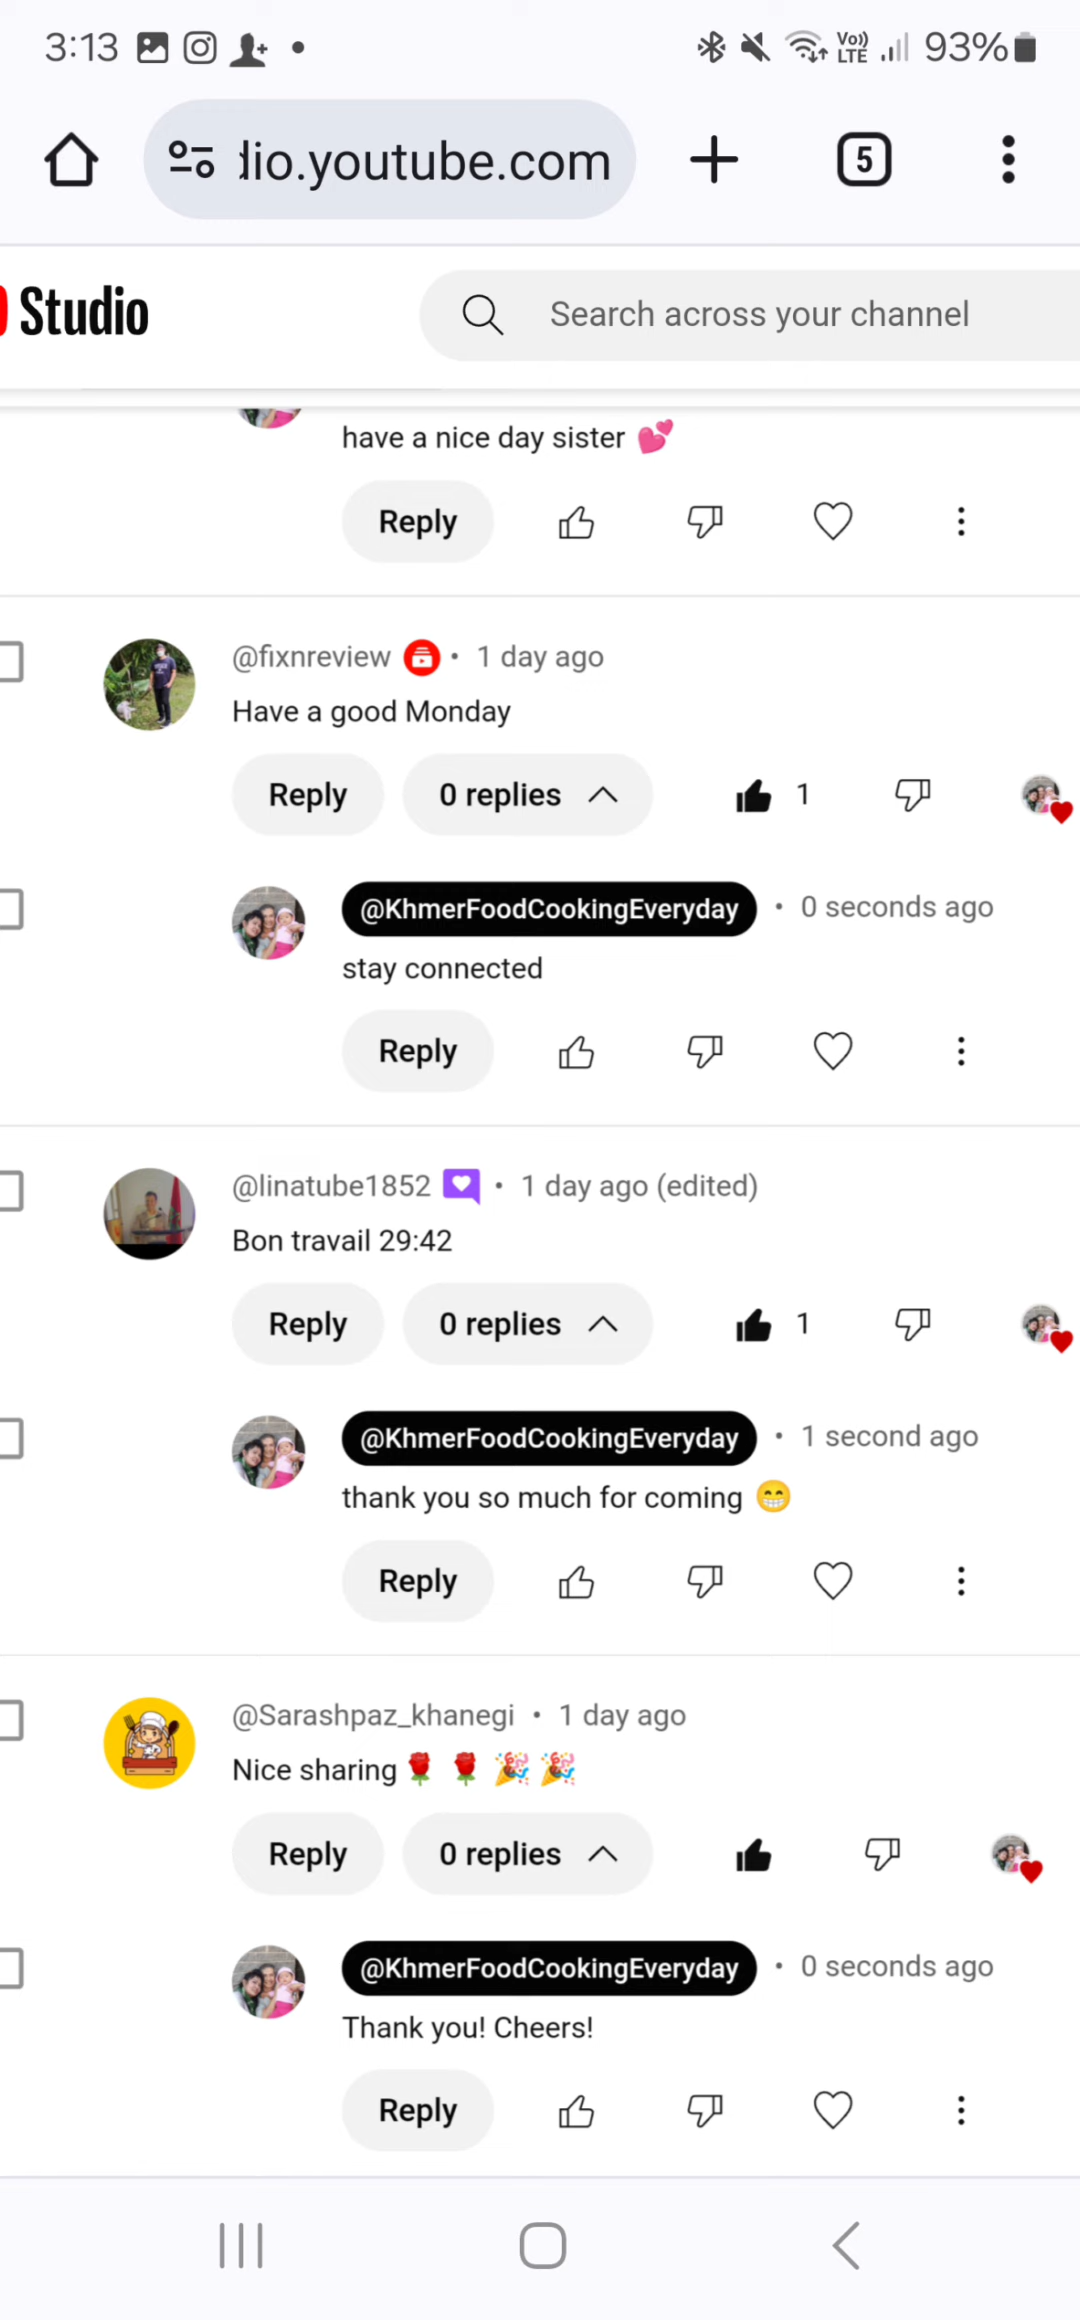 3:13
Vo))
LTE
93%
dio.youtube.com
5
Studio
Search across your channel
have a nice day sister 💕
Reply
@fixnreview • 1 day ago
Have a good Monday
Reply 0 replies 1
@KhmerFoodCookingEveryday • 0 seconds ago
stay connected
Reply
@linatube1852 • 1 day ago (edited)
Bon travail 29:42
Reply 0 replies 1
@KhmerFoodCookingEveryday • 1 second ago
thank you so much for coming 😁
Reply
@Sarashpaz_khanegi • 1 day ago
Nice sharing🌹 🌹 🎉 🎉
Reply 0 replies
@KhmerFoodCookingEveryday • 0 seconds ago
Thank you! Cheers!
Reply